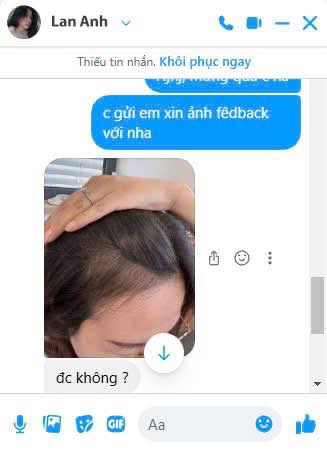 Lan Anh
Thiếu tin nhắn. Khôi phục ngay
c gửi em xin ảnh fêdback
với nha
đc không ?
GIF
Aa